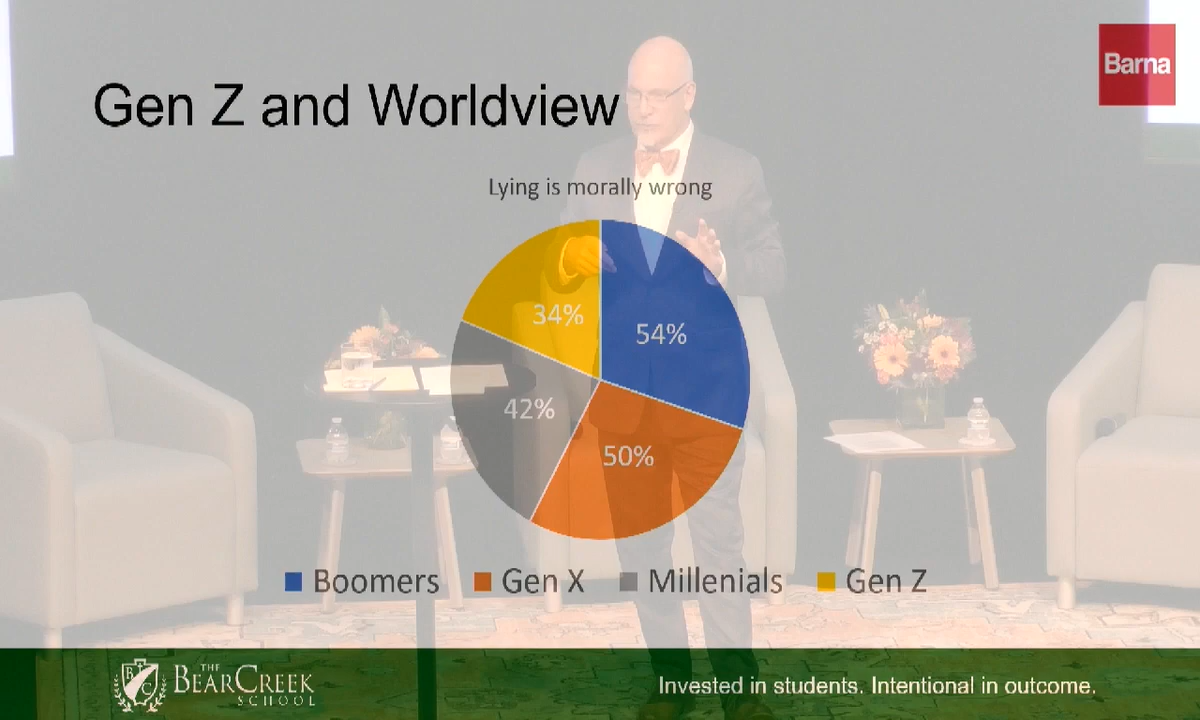 Barna
Gen Z and Worldview
Lying is morally wrong
34%
54%
42%
50%
Boomers Gen X Millenials Gen Z
B T C
THE
BEARCREEK
SCHOOL
Invested in students. Intentional in outcome.